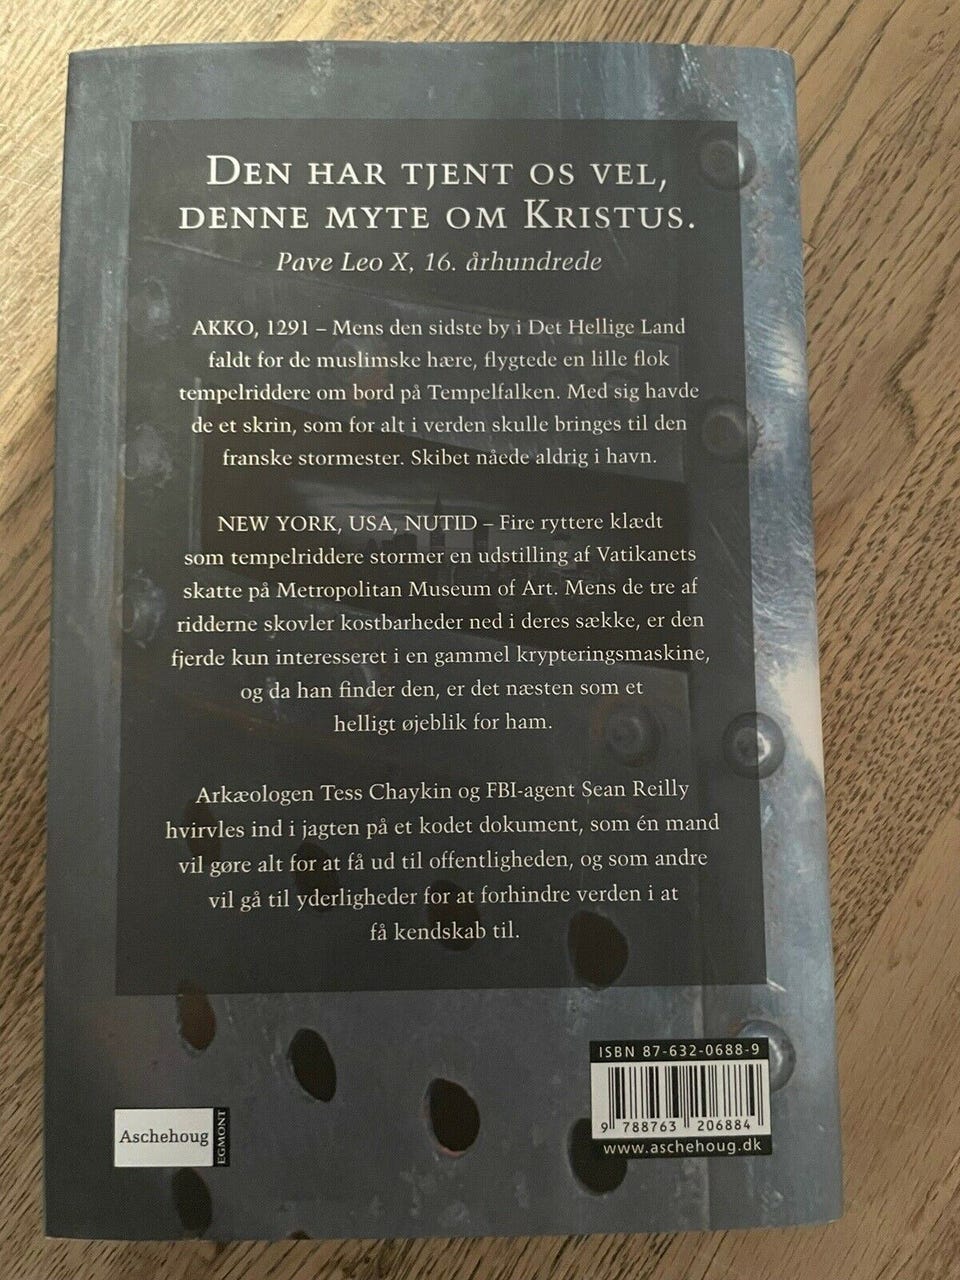 DEN HAR TJENT OS VEL,
DENNE MYTE OM KRISTUS.
Pave Leo X, 16. århundrede
AKKO, 1291 – Mens den sidste by i Det Hellige Land
faldt for de muslimske hære, flygtede en lille flok
tempelriddere om bord på Tempelfalken. Med sig havde
de et skrin, som for alt i verden skulle bringes til den
franske stormester. Skibet nåede aldrig i havn.
NEW YORK, USA, NUTID – Fire ryttere klædt
som tempelriddere stormer en udstilling af Vatikanets
skatte på Metropolitan Museum of Art. Mens de tre af
ridderne skovler kostbarheder ned i deres sække, er den
fjerde kun interesseret i en gammel krypteringsmaskine,
og da han finder den, er det næsten som et
helligt øjeblik for ham.
Arkæologen Tess Chaykin og FBI-agent Sean Reilly
hvirvles ind i jagten på et kodet dokument, som én mand
vil gøre alt for at få ud til offentligheden, og som andre
vil gå til yderligheder for at forhindre verden i at
få kendskab til.
ISBN 87-632-0688-9
9 788763 206884
www.aschehoug.dk
Aschehoug
EGMONT